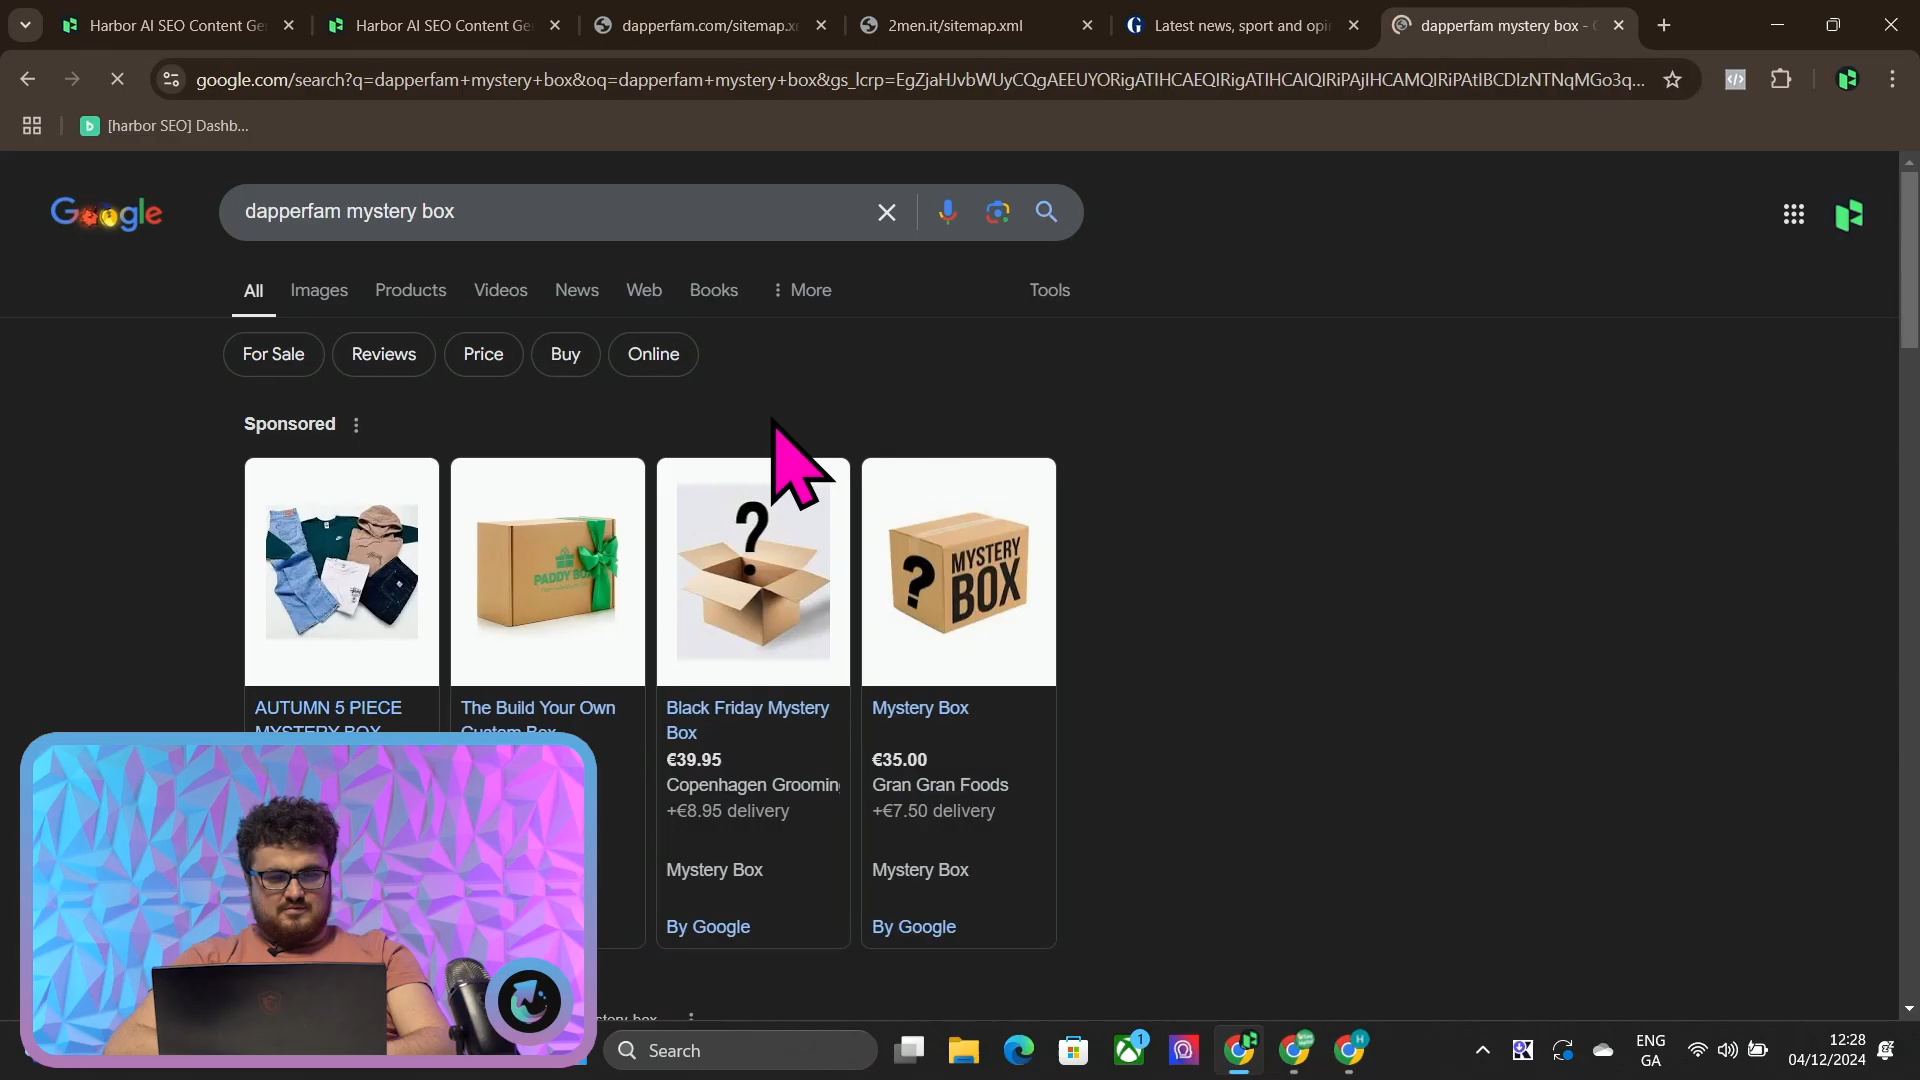 Harbor AI SEO Content Ge
Harbor AI SEO Content Ge
dapperfam.com/sitemap.x
2men.it/sitemap.xml
Latest news, sport and opi
dapperfam mystery box -
google.com/search?q=dapperfam+mystery+box&oq=dapperfam+mystery+box&gs_lcrp=EgZjaHJvbWUyCQgAEEUYORigATIHCAEQIRigATIHCAIQIRiPAjIHCAMQIRiPAtIBCDIzNTNqMGo3q...
[harbor SEO] Dashb...
Google
dapperfam mystery box
All
Images
Products
Videos
News
Web
Books
More
Tools
For Sale
Reviews
Price
Buy
Online
Sponsored
PADDY BOX
? MYSTERY
BOX
AUTUMN 5 PIECE
MYSTERY BOX
The Build Your Own
Custom Box
Black Friday Mystery
Box
€39.95
Copenhagen Groomin
+€8.95 delivery
Mystery Box
By Google
Mystery Box
€35.00
Gran Gran Foods
+€7.50 delivery
Mystery Box
By Google
Search
1
ENG
GA
12:28
04/12/2024